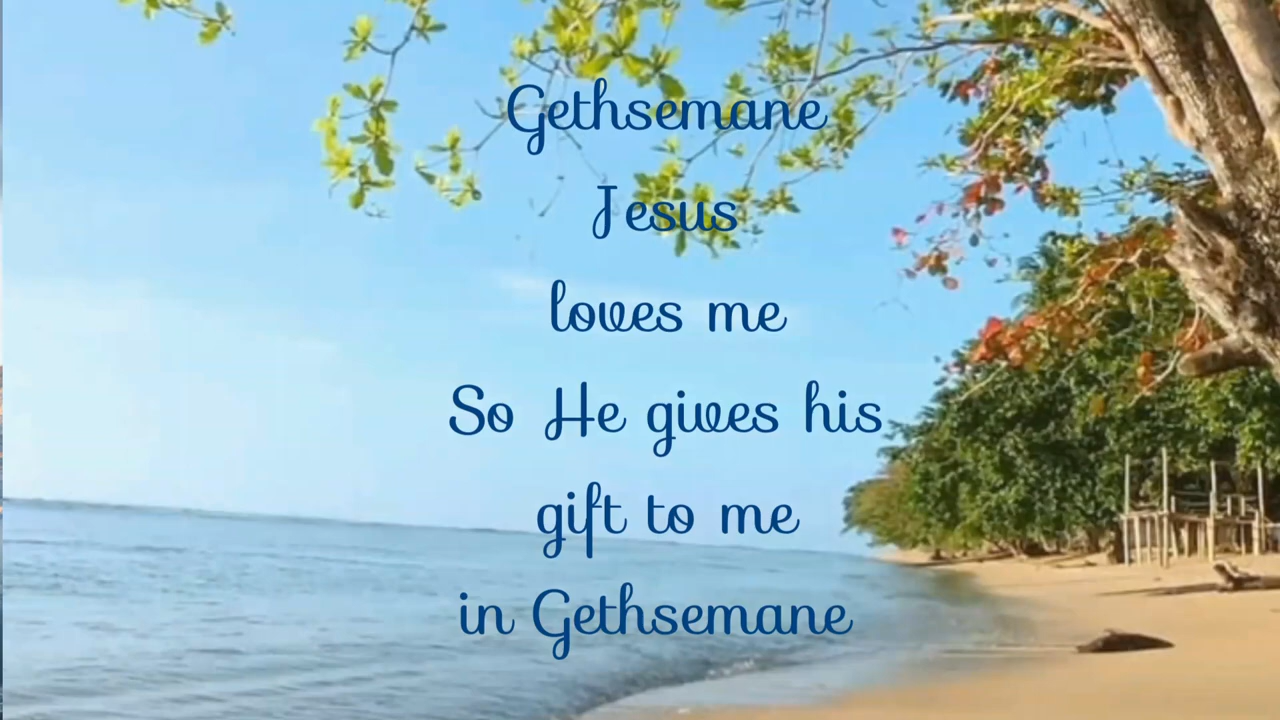 Gethsemane
Jesus
loves me
So He gives his
gift to me
in Gethsemane